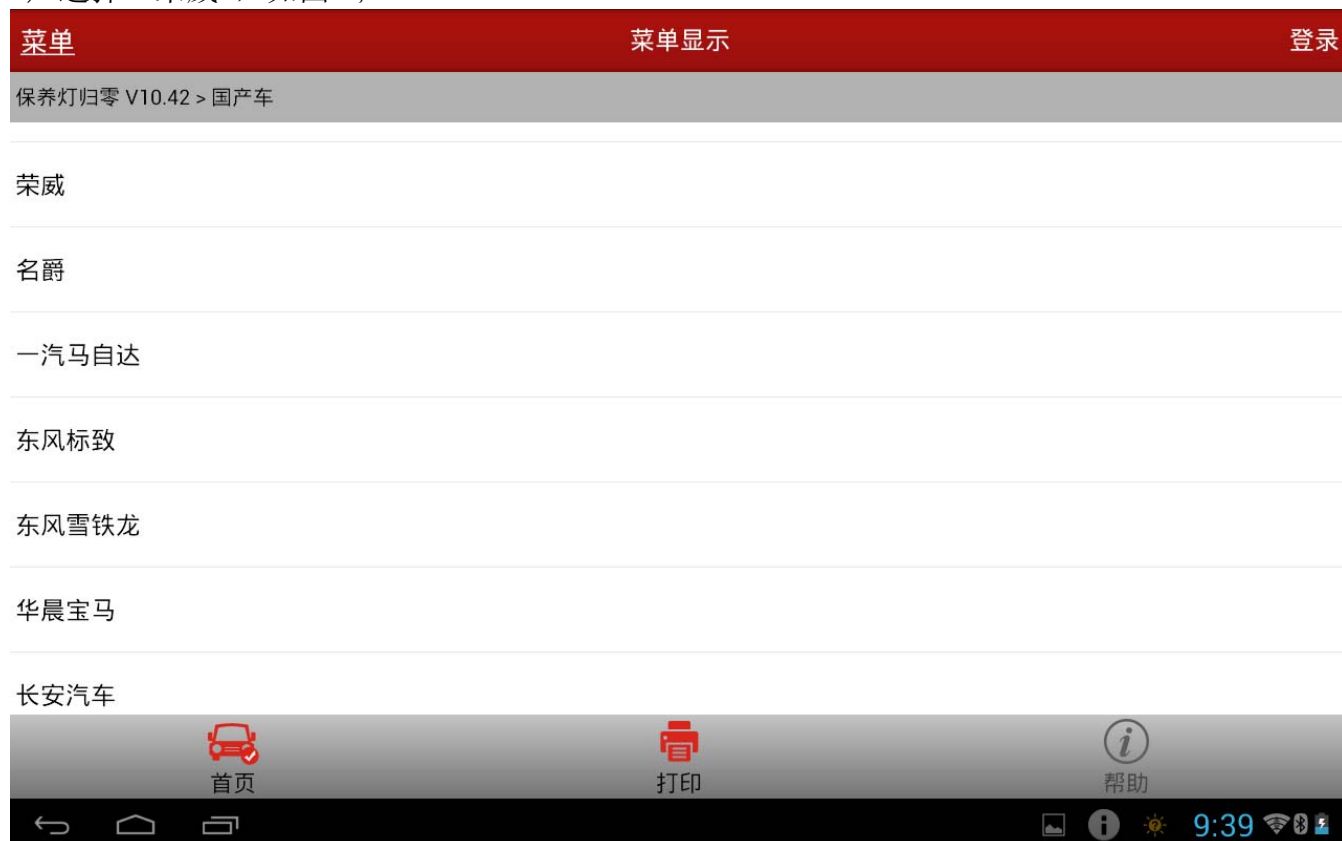 菜单 菜单显示 登录
保养灯归零 V10.42 > 国产车
荣威
名爵
一汽马自达
东风标致
东风雪铁龙
华晨宝马
长安汽车
首页 打印 帮助
9:39